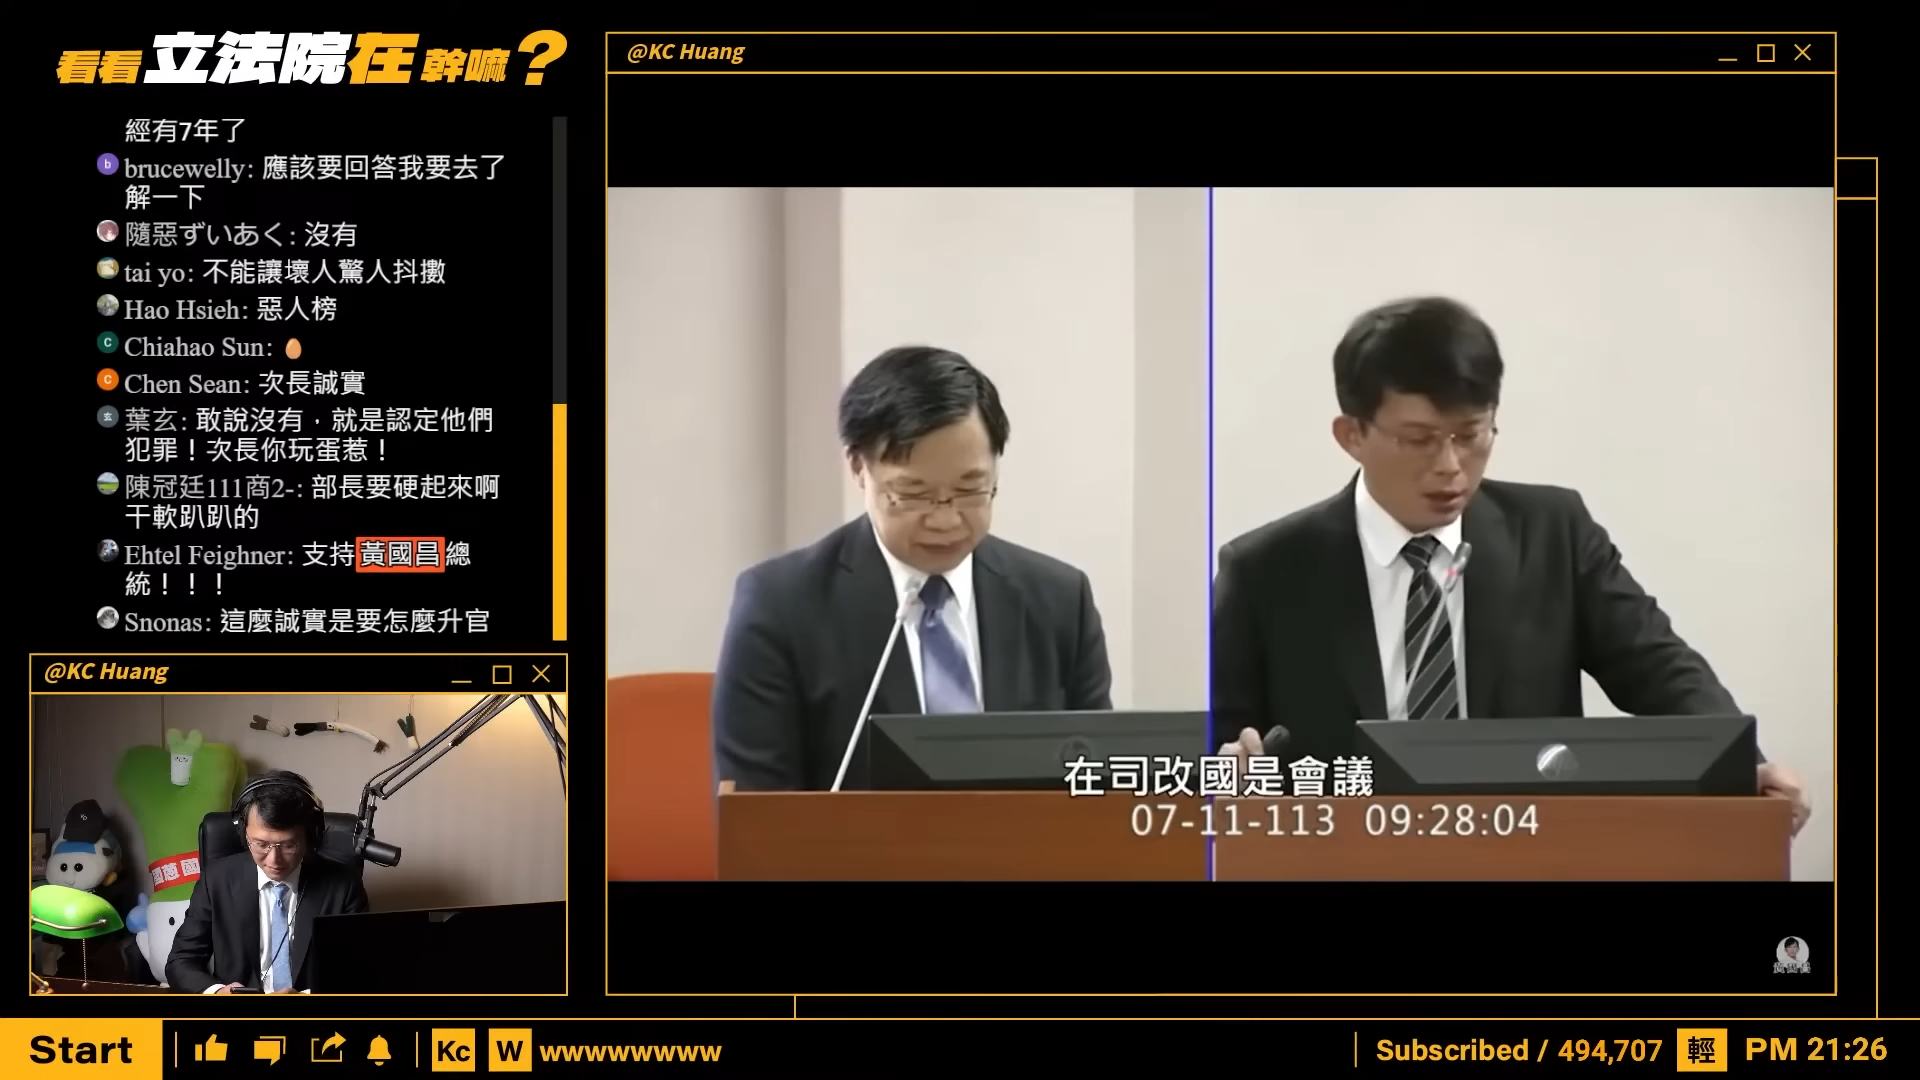 看看立法院在幹嘛?
經有7年了
brucewelly: 應該要回答我要去了
解一下
隨惡ずいあく: 沒有
tai yo: 不能讓壞人驚人抖擻
Hao Hsieh: 惡人榜
Chiahao Sun:
Chen Sean: 次長誠實
葉玄: 敢說沒有，就是認定他們
犯罪！次長你玩蛋惹！
陳冠廷111商2-: 部長要硬起來啊
干軟趴趴的
Ehtel Feighner: 支持黃國昌總
統！！！
Snonas: 這麼誠實是要怎麼升官
@KC Huang
@KC Huang
在司改國是會議
07-11-113 09:28:04
Start
Kc W wwwwwwwww
Subscribed / 494,707 輕 PM 21:26